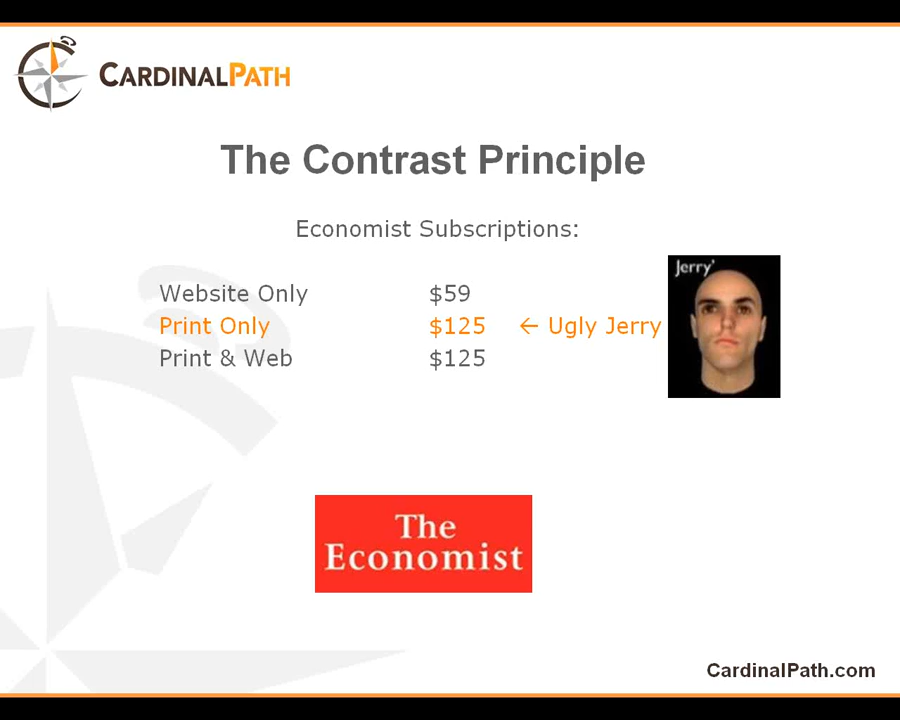 CARDINALPATH
The Contrast Principle
Economist Subscriptions:
Website Only $59
Print Only $125 ← Ugly Jerry
Print & Web $125
Jerry'
The
Economist
CardinalPath.com